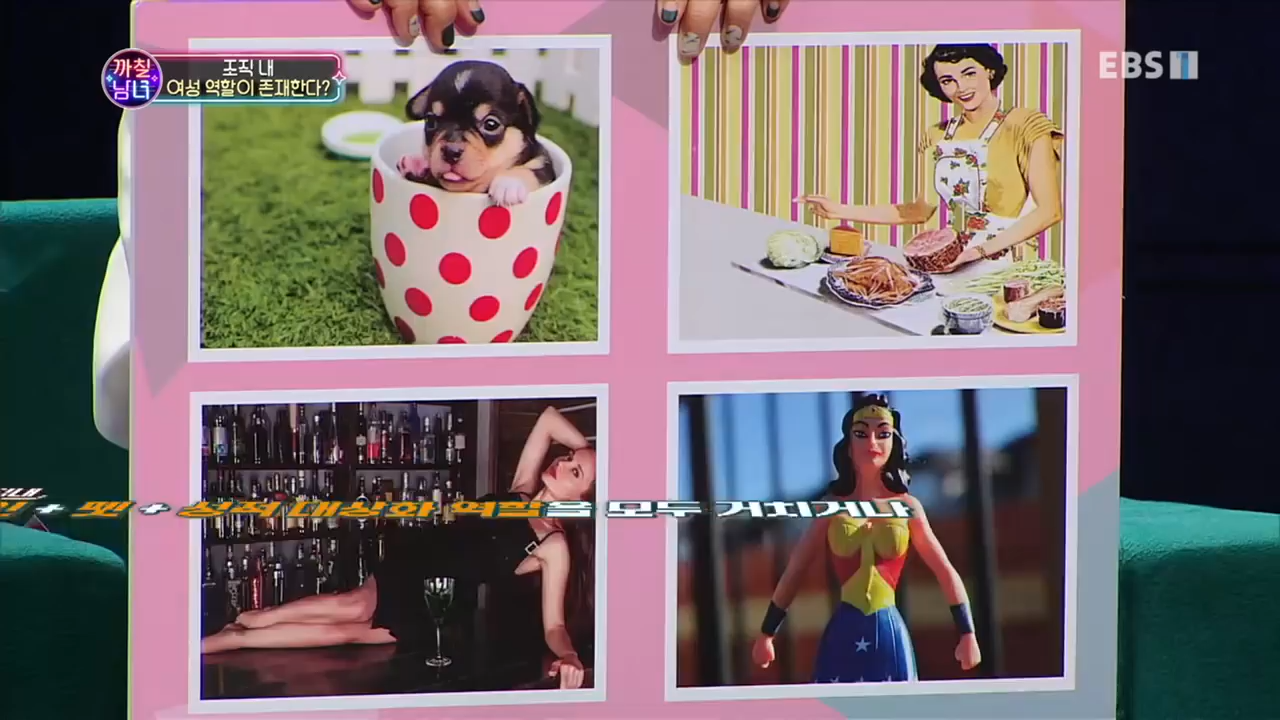 까칠
남녀
조직 내
여성 역할이 존재한다?
EBS 1
+ 펫 + 성적 대상화 역할을 모두 거치거나